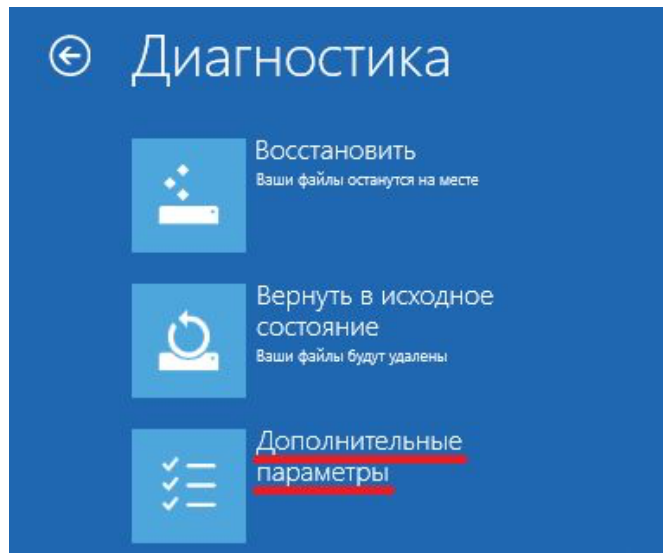 Диагностика
Восстановить
Ваши файлы останутся на месте
Вернуть в исходное
состояние
Ваши файлы будут удалены
Дополнительные
параметры